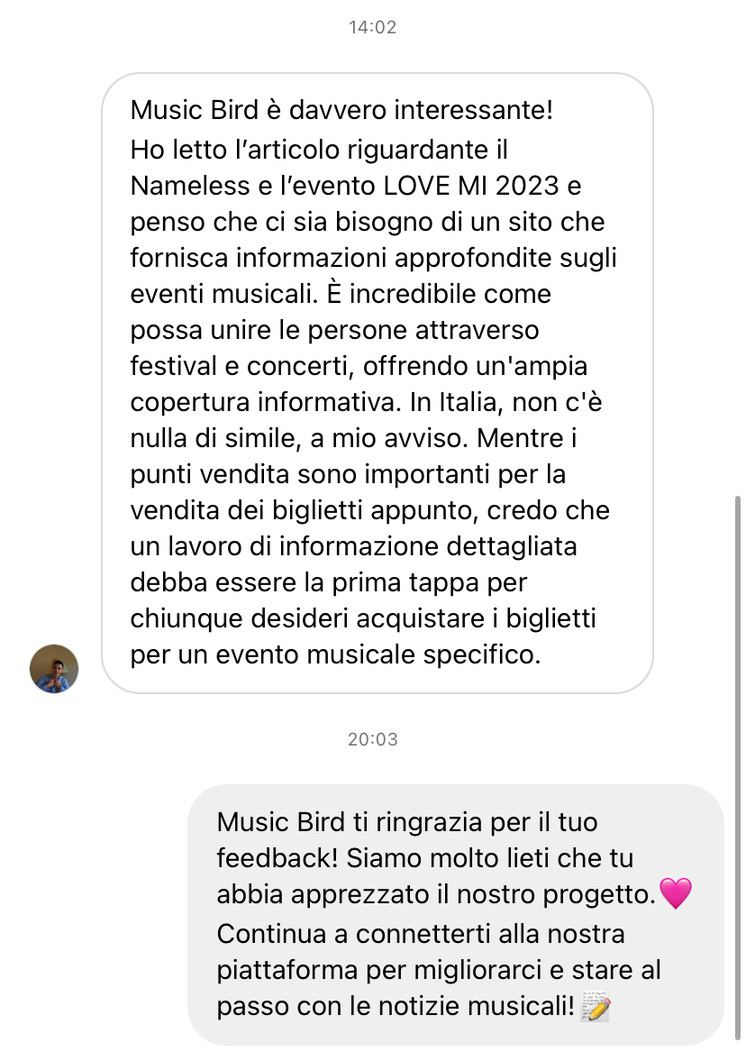 14:02
Music Bird è davvero interessante!
Ho letto l’articolo riguardante il
Nameless e l’evento LOVE MI 2023 e
penso che ci sia bisogno di un sito che
fornisca informazioni approfondite sugli
eventi musicali. È incredibile come
possa unire le persone attraverso
festival e concerti, offrendo un'ampia
copertura informativa. In Italia, non c'è
nulla di simile, a mio avviso. Mentre i
punti vendita sono importanti per la
vendita dei biglietti appunto, credo che
un lavoro di informazione dettagliata
debba essere la prima tappa per
chiunque desideri acquistare i biglietti
per un evento musicale specifico.
20:03
Music Bird ti ringrazia per il tuo
feedback! Siamo molto lieti che tu
abbia apprezzato il nostro progetto.🩷
Continua a connetterti alla nostra
piattaforma per migliorarci e stare al
passo con le notizie musicali!📝